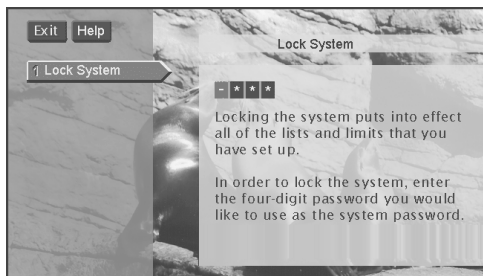 Exit Help
Lock System
1 Lock System
- * * *
Locking the system puts into effect
all of the lists and limits that you
have set up.
In order to lock the system, enter
the four-digit password you would
like to use as the system password.